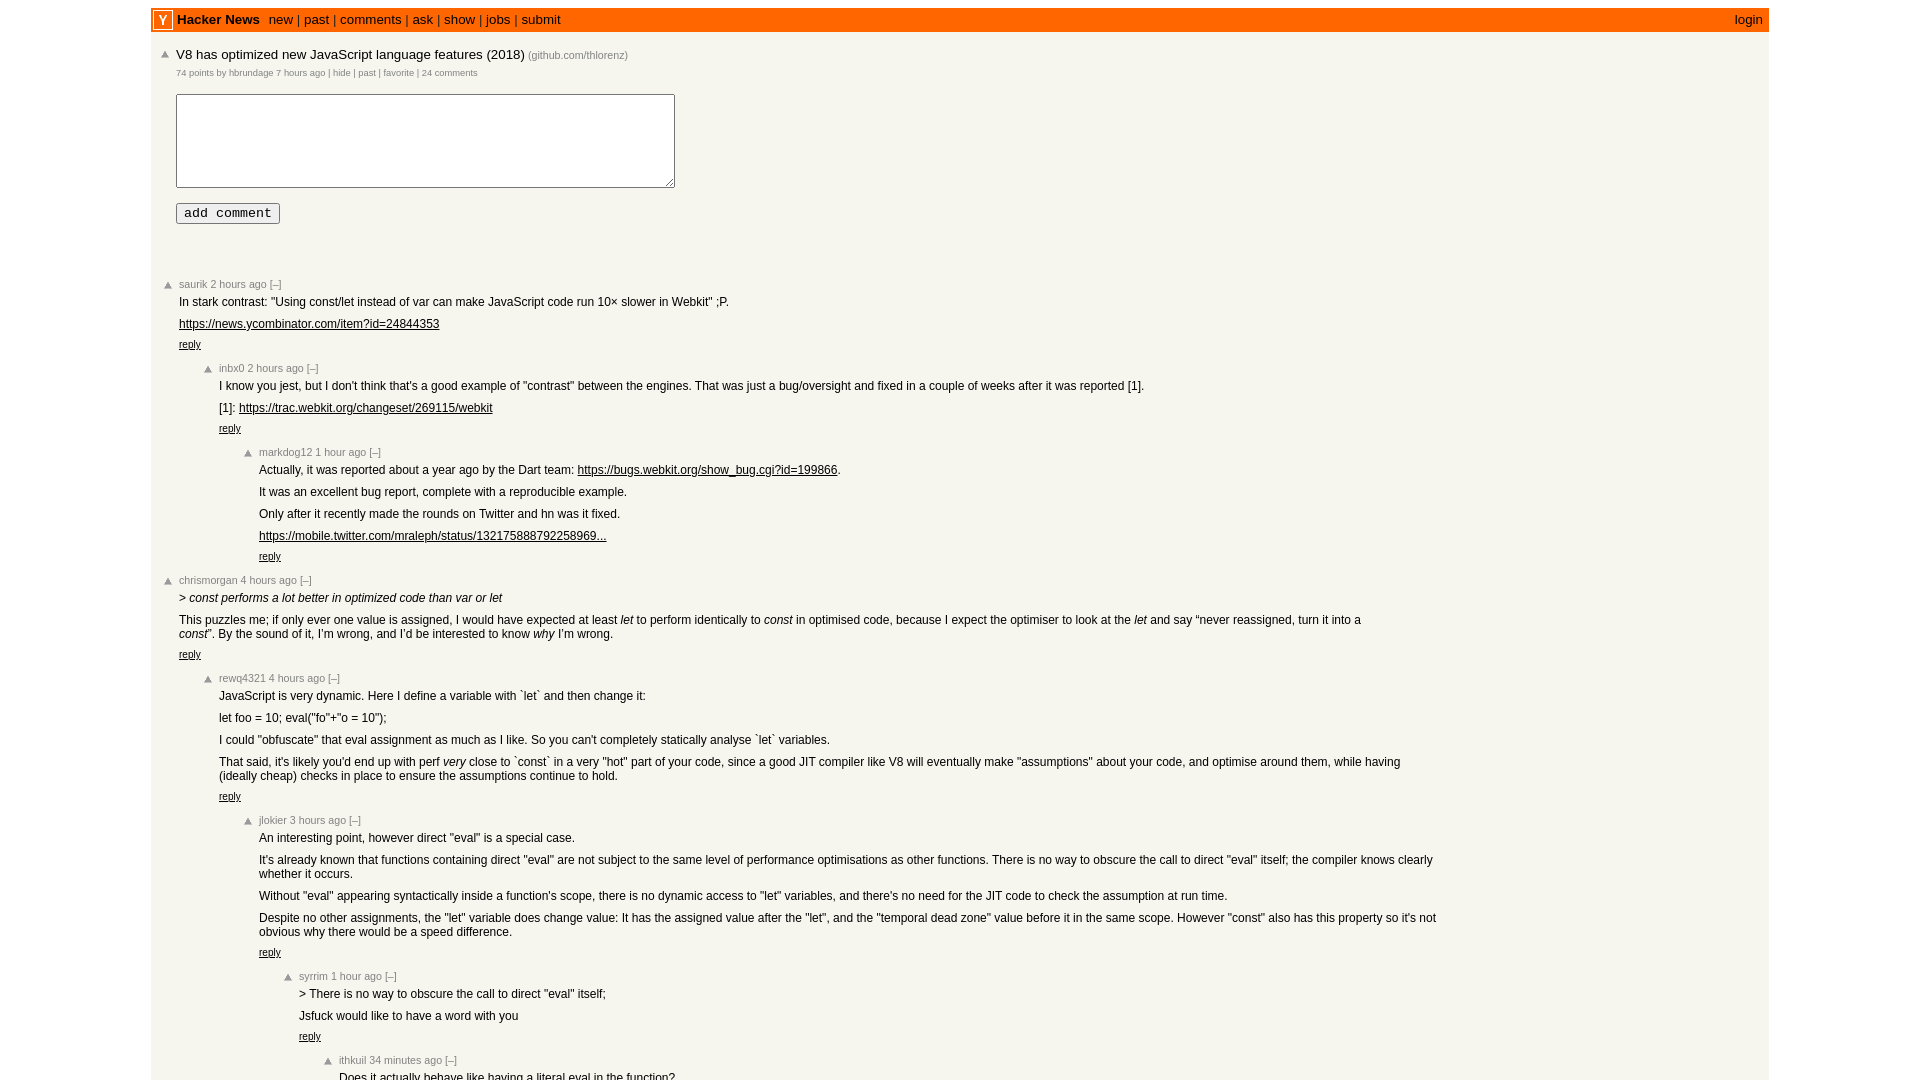 Y Hacker News new | past | comments | ask | show | jobs | submit login
V8 has optimized new JavaScript language features (2018) (github.com/thlorenz)
74 points by hbrundage 7 hours ago | hide | past | favorite | 24 comments
add comment
saurik 2 hours ago [–]
In stark contrast: "Using const/let instead of var can make JavaScript code run 10× slower in Webkit" ;P.
https://news.ycombinator.com/item?id=24844353
reply
inbx0 2 hours ago [–]
I know you jest, but I don't think that's a good example of "contrast" between the engines. That was just a bug/oversight and fixed in a couple of weeks after it was reported [1].
[1]: https://trac.webkit.org/changeset/269115/webkit
reply
markdog12 1 hour ago [–]
Actually, it was reported about a year ago by the Dart team: https://bugs.webkit.org/show_bug.cgi?id=199866.
It was an excellent bug report, complete with a reproducible example.
Only after it recently made the rounds on Twitter and hn was it fixed.
https://mobile.twitter.com/mraleph/status/132175888792258969...
reply
chrismorgan 4 hours ago [–]
> const performs a lot better in optimized code than var or let
This puzzles me; if only ever one value is assigned, I would have expected at least let to perform identically to const in optimised code, because I expect the optimiser to look at the let and say “never reassigned, turn it into a
const”. By the sound of it, I’m wrong, and I’d be interested to know why I’m wrong.
reply
rewq4321 4 hours ago [–]
JavaScript is very dynamic. Here I define a variable with `let` and then change it:
let foo = 10; eval("fo"+"o = 10");
I could "obfuscate" that eval assignment as much as I like. So you can't completely statically analyse `let` variables.
That said, it's likely you'd end up with perf very close to `const` in a very "hot" part of your code, since a good JIT compiler like V8 will eventually make "assumptions" about your code, and optimise around them, while having
(ideally cheap) checks in place to ensure the assumptions continue to hold.
reply
jlokier 3 hours ago [–]
An interesting point, however direct "eval" is a special case.
It's already known that functions containing direct "eval" are not subject to the same level of performance optimisations as other functions. There is no way to obscure the call to direct "eval" itself; the compiler knows clearly
whether it occurs.
Without "eval" appearing syntactically inside a function's scope, there is no dynamic access to "let" variables, and there's no need for the JIT code to check the assumption at run time.
Despite no other assignments, the "let" variable does change value: It has the assigned value after the "let", and the "temporal dead zone" value before it in the same scope. However "const" also has this property so it's not
obvious why there would be a speed difference.
reply
syrrim 1 hour ago [–]
> There is no way to obscure the call to direct "eval" itself;
Jsfuck would like to have a word with you
reply
ithkuil 34 minutes ago [–]
Does it actually behave like having a literal eval in the function?